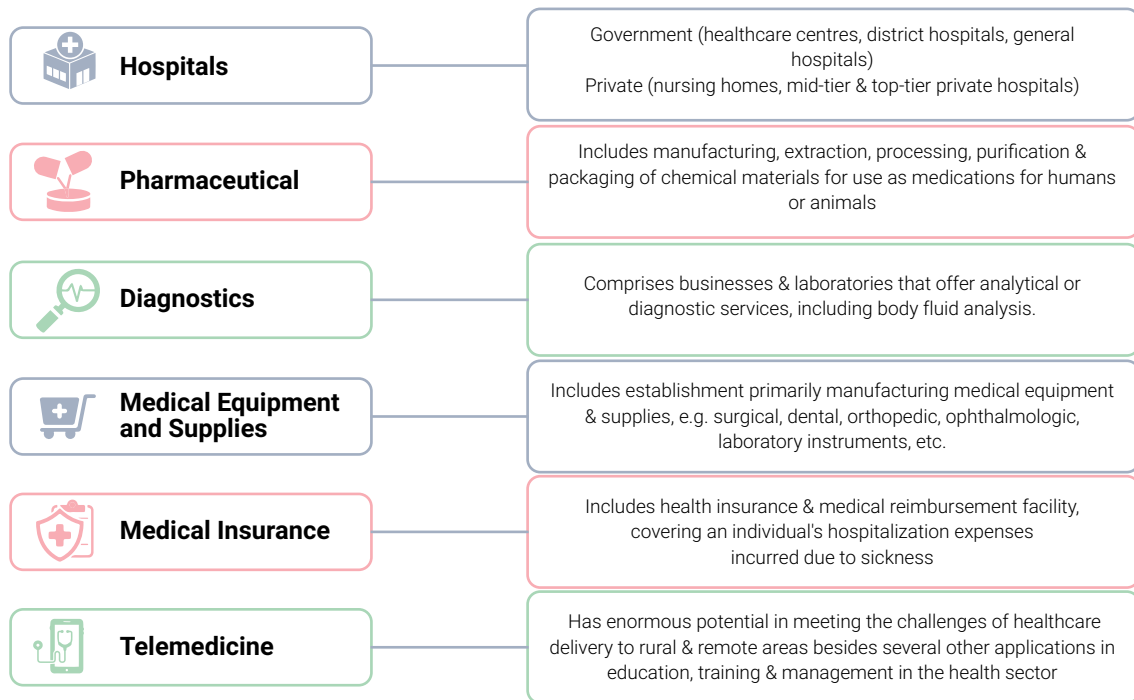 Hospitals
Government (healthcare centres, district hospitals, general
hospitals)
Private (nursing homes, mid-tier & top-tier private hospitals)
Pharmaceutical
Includes manufacturing, extraction, processing, purification &
packaging of chemical materials for use as medications for humans
or animals
Diagnostics
Comprises businesses & laboratories that offer analytical or
diagnostic services, including body fluid analysis.
Medical Equipment
and Supplies
Includes establishment primarily manufacturing medical equipment
& supplies, e.g. surgical, dental, orthopedic, ophthalmologic,
laboratory instruments, etc.
Medical Insurance
Includes health insurance & medical reimbursement facility,
covering an individual's hospitalization expenses
incurred due to sickness
Telemedicine
Has enormous potential in meeting the challenges of healthcare
delivery to rural & remote areas besides several other applications in
education, training & management in the health sector